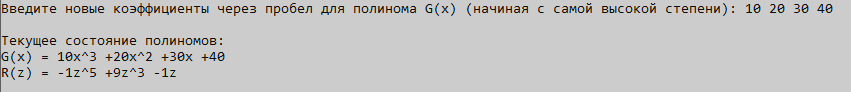 Введите новые коэффициенты через пробел для полинома G(x) (начиная с самой высокой степени): 10 20 30 40
Текущее состояние полиномов:
G(x) = 10x^3 +20x^2 +30x +40
R(z) = -1z^5 +9z^3 -1z